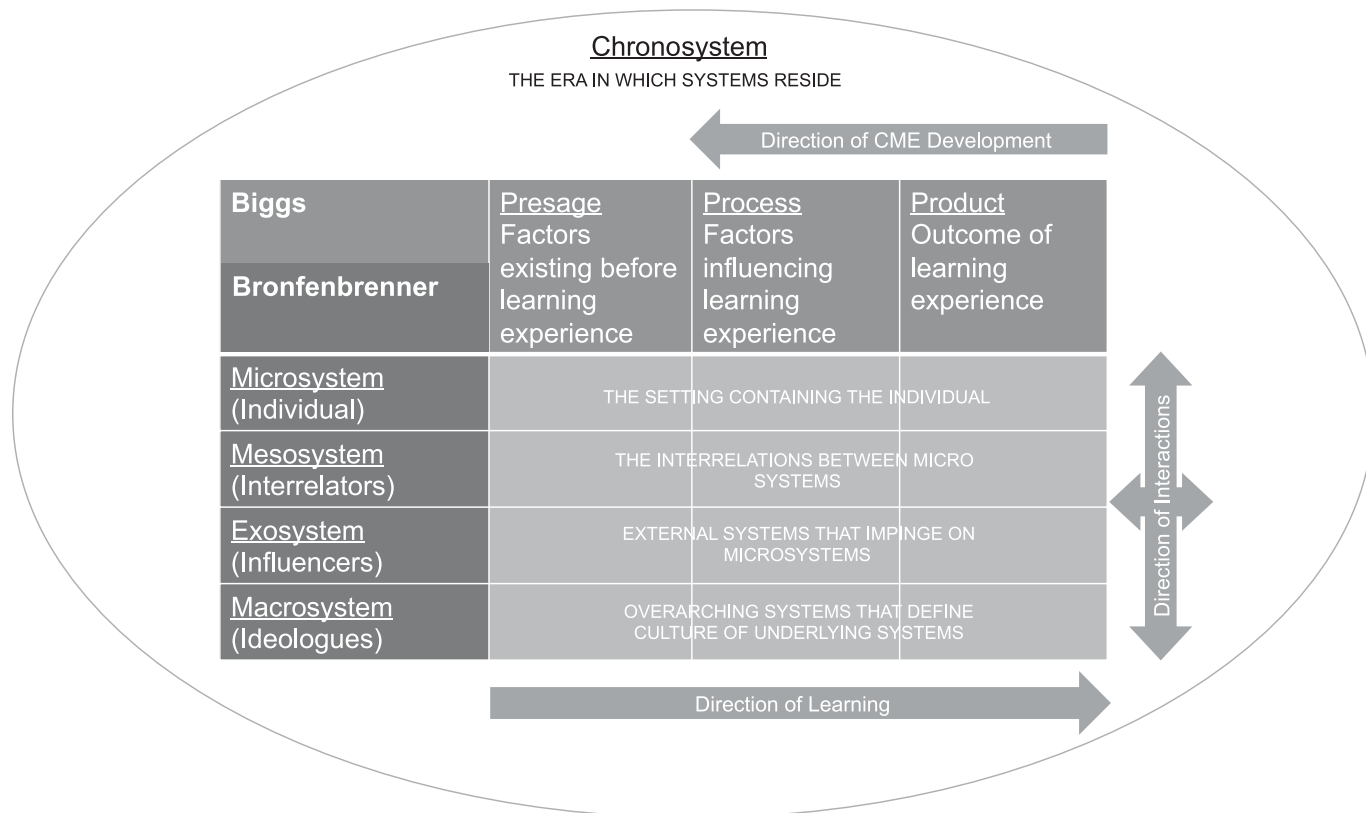 Chronosystem
THE ERA IN WHICH SYSTEMS RESIDE
Direction of CME Development
Biggs
Bronfenbrenner
Presage
Factors
existing before
learning
experience
Process
Factors
influencing
learning
experience
Product
Outcome of
learning
experience
Microsystem
(Individual)
THE SETTING CONTAINING THE INDIVIDUAL
Mesosystem
(Interrelators)
THE INTERRELATIONS BETWEEN MICRO
SYSTEMS
Exosystem
(Influencers)
EXTERNAL SYSTEMS THAT IMPINGE ON
MICROSYSTEMS
Macrosystem
(Ideologues)
OVERARCHING SYSTEMS THAT DEFINE
CULTURE OF UNDERLYING SYSTEMS
Direction of Interactions
Direction of Learning